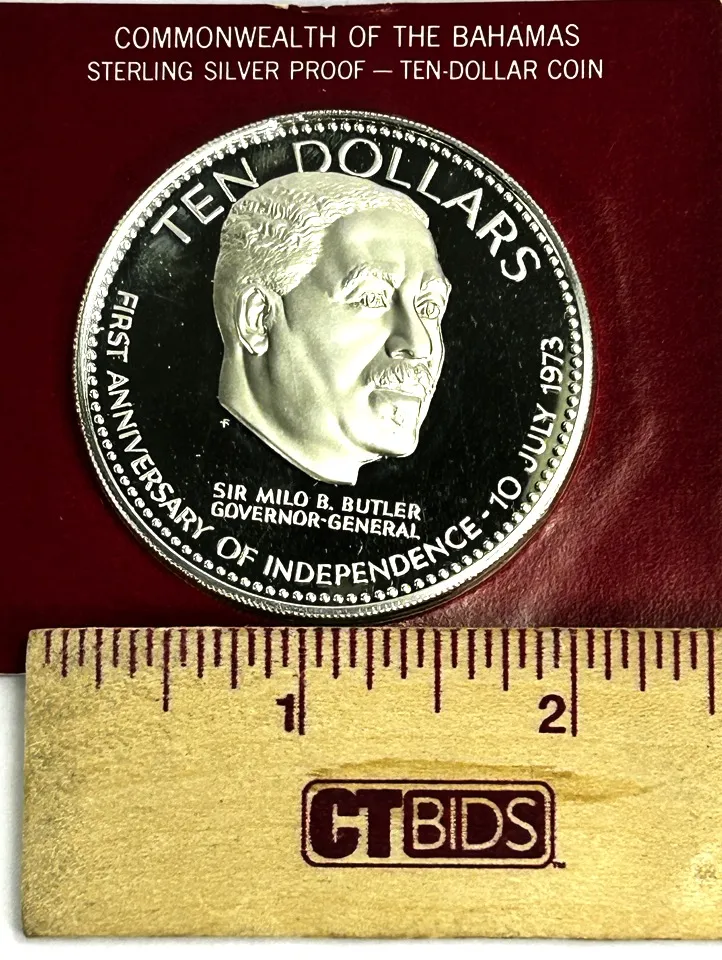 COMMONWEALTH OF THE BAHAMAS
STERLING SILVER PROOF — TEN-DOLLAR COIN
TEN DOLLARS
FIRST ANNIVERSARY OF INDEPENDENCE - 10 JULY 1973
SIR MILO B. BUTLER
GOVERNOR-GENERAL
1 2
CTBIDS™